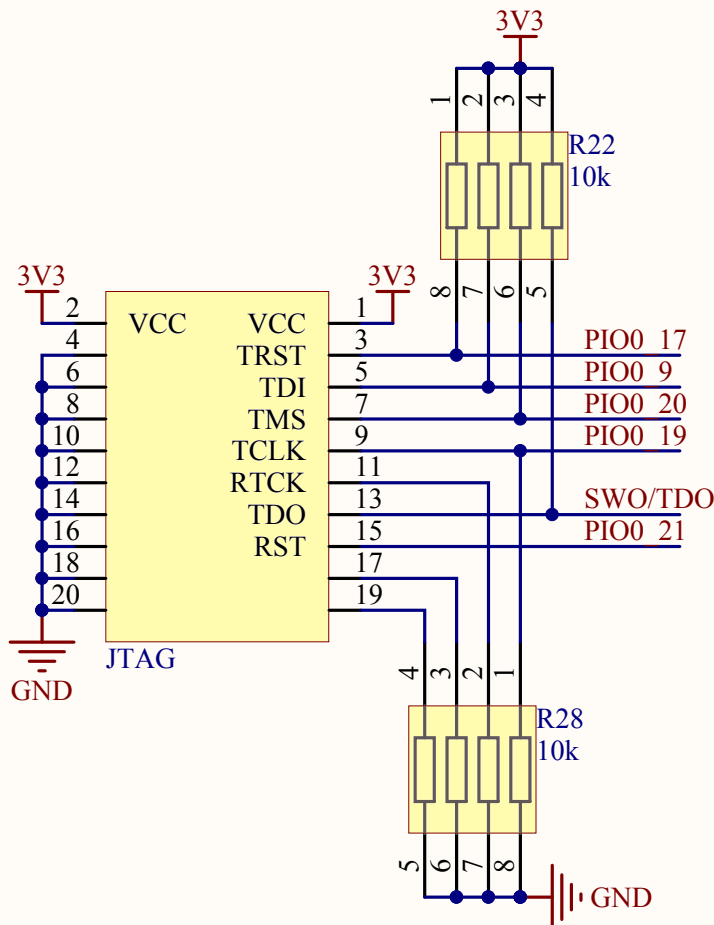 3V3
1 2 3 4
R22
10k
8 7 6 5
3V3
3V3
2 VCC VCC 1
4 TRST 3 PIO0_17
6 TDI 5 PIO0_9
8 TMS 7 PIO0_20
10 TCLK 9 PIO0_19
12 RTCK 11
14 TDO 13 SWO/TDO
16 RST 15 PIO0_21
18 17
20 19
JTAG
GND
4 3 2 1
R28
10k
5 6 7 8
GND